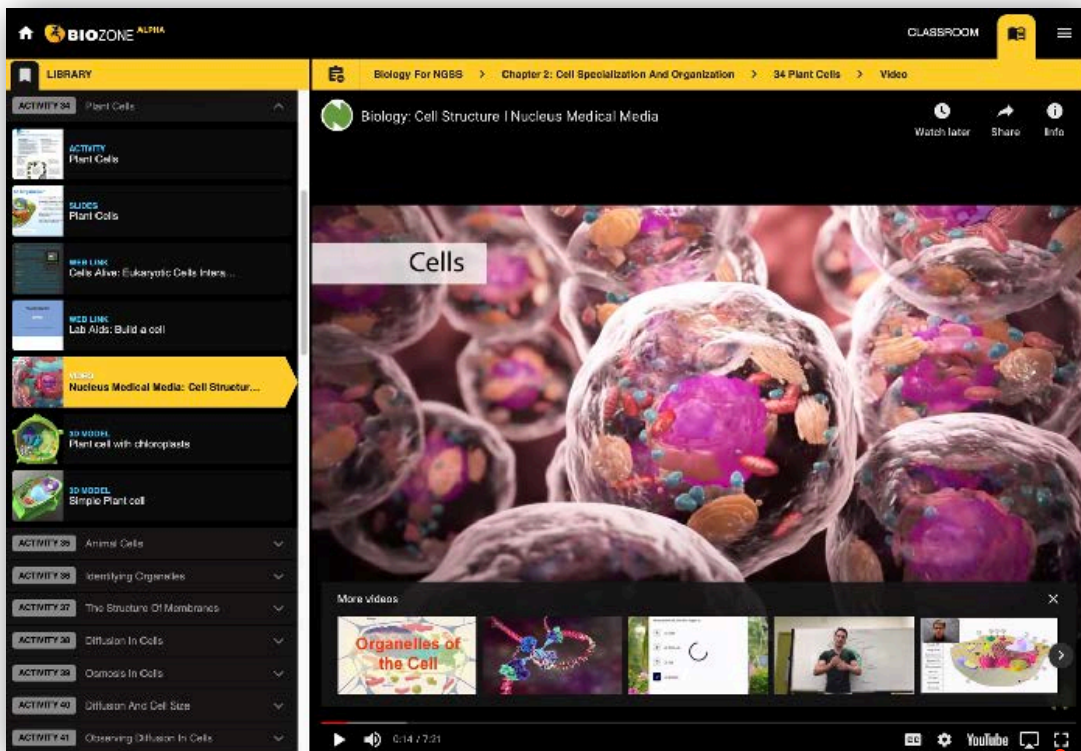 BIOZONE ALPHA
CLASSROOM
LIBRARY
Biology For NGSS > Chapter 2: Cell Specialization And Organization > 34 Plant Cells > Video
ACTIVITY 34 Plant Cells
ACTIVITY
Plant Cells
SLIDES
Plant Cells
WEB LINK
Cells Alive: Eukaryotic Cells Intera...
WEB LINK
Lab Aids: Build a cell
VIDEO
Nucleus Medical Media: Cell Structur...
3D MODEL
Plant cell with chloroplasts
3D MODEL
Simple Plant cell
ACTIVITY 35 Animal Cells
ACTIVITY 36 Identifying Organelles
ACTIVITY 37 The Structure Of Membranes
ACTIVITY 38 Diffusion In Cells
ACTIVITY 39 Osmosis In Cells
ACTIVITY 40 Diffusion And Cell Size
ACTIVITY 41 Observing Diffusion In Cells
Biology: Cell Structure I Nucleus Medical Media
Watch later
Share
Info
Cells
More videos
Organelles of
the Cell
0:14 / 7:21
CC
YouTube